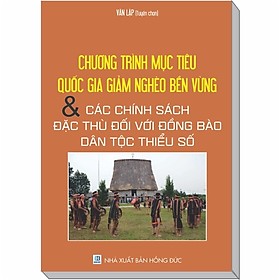 VĂN LẬP (Tuyển chọn)
CHƯƠNG TRÌNH MỤC TIÊU
QUỐC GIA GIẢM NGHÈO BỀN VỮNG
& CÁC CHÍNH SÁCH
ĐẶC THÙ ĐỐI VỚI ĐỒNG BÀO
DÂN TỘC THIỂU SỐ
NHÀ XUẤT BẢN HỒNG ĐỨC